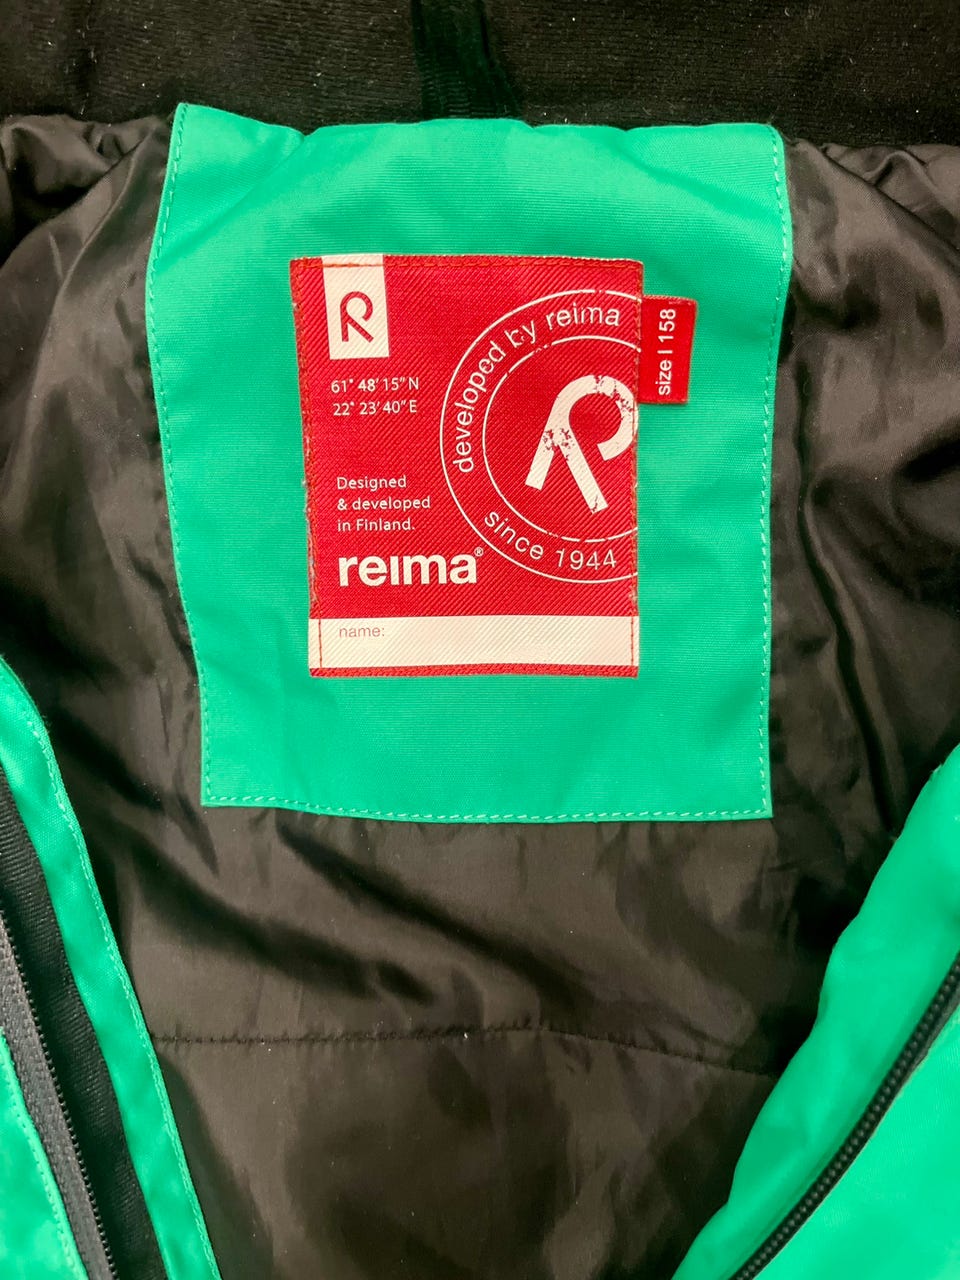 61° 48' 15" N
22° 23' 40" E
developed by reima
since 1944
size | 158
Designed
& developed
in Finland.
reima®
name: